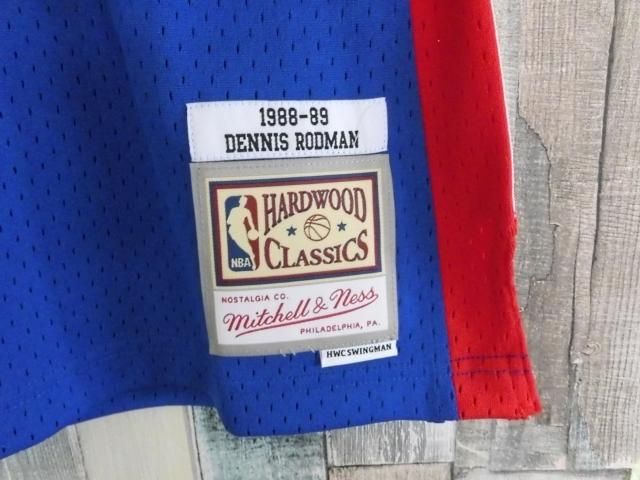 1988-89
DENNIS RODMAN
HARDWOOD
CLASSICS
NBA
NOSTALGIA CO.
Mitchell & Ness
PHILADELPHIA, PA.
HWC SWINGMAN